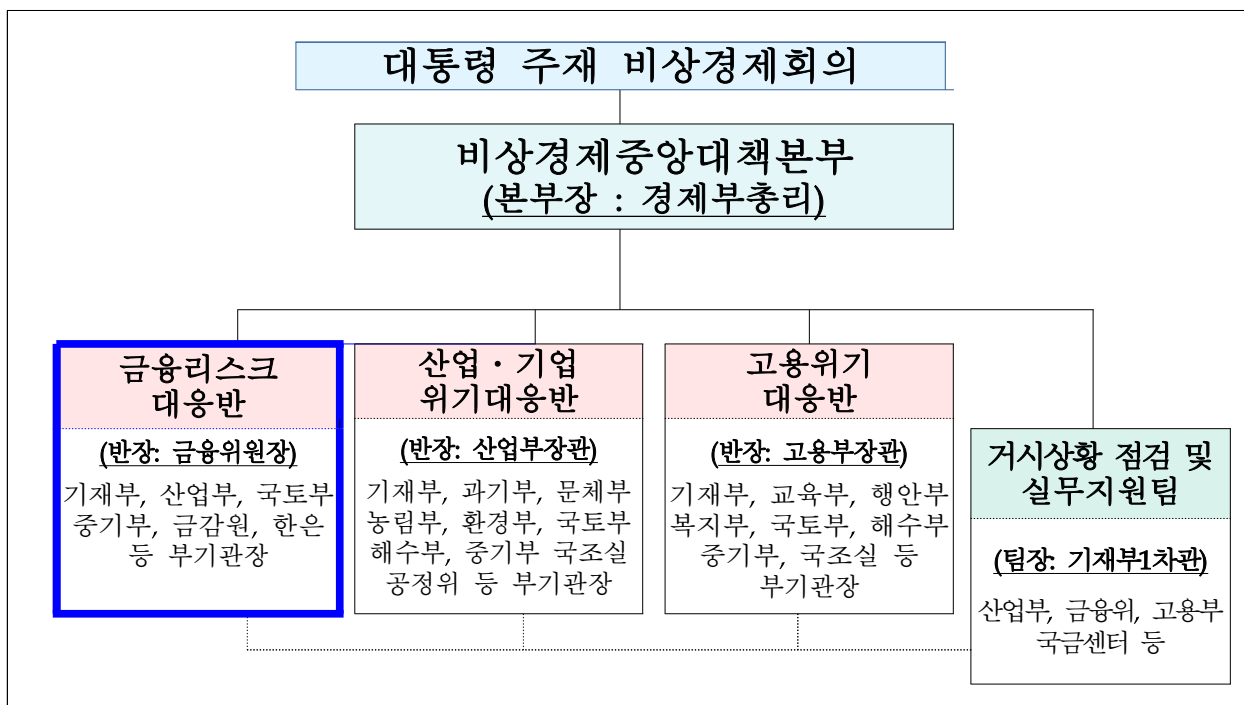 대통령 주재 비상경제회의
비상경제중앙대책본부
(본부장 : 경제부총리)
금융리스크
대응반
(반장: 금융위원장)
기재부, 산업부, 국토부
중기부, 금감원, 한은
등 부기관장
산업・기업
위기대응반
(반장: 산업부장관)
기재부, 과기부, 문체부
농림부, 환경부, 국토부
해수부, 중기부 국조실
공정위 등 부기관장
고용위기
대응반
(반장: 고용부장관)
기재부, 교육부, 행안부
복지부, 국토부, 해수부
중기부, 국조실 등
부기관장
거시상황 점검 및
실무지원팀
(팀장: 기재부1차관)
산업부, 금융위, 고용부
국금센터 등